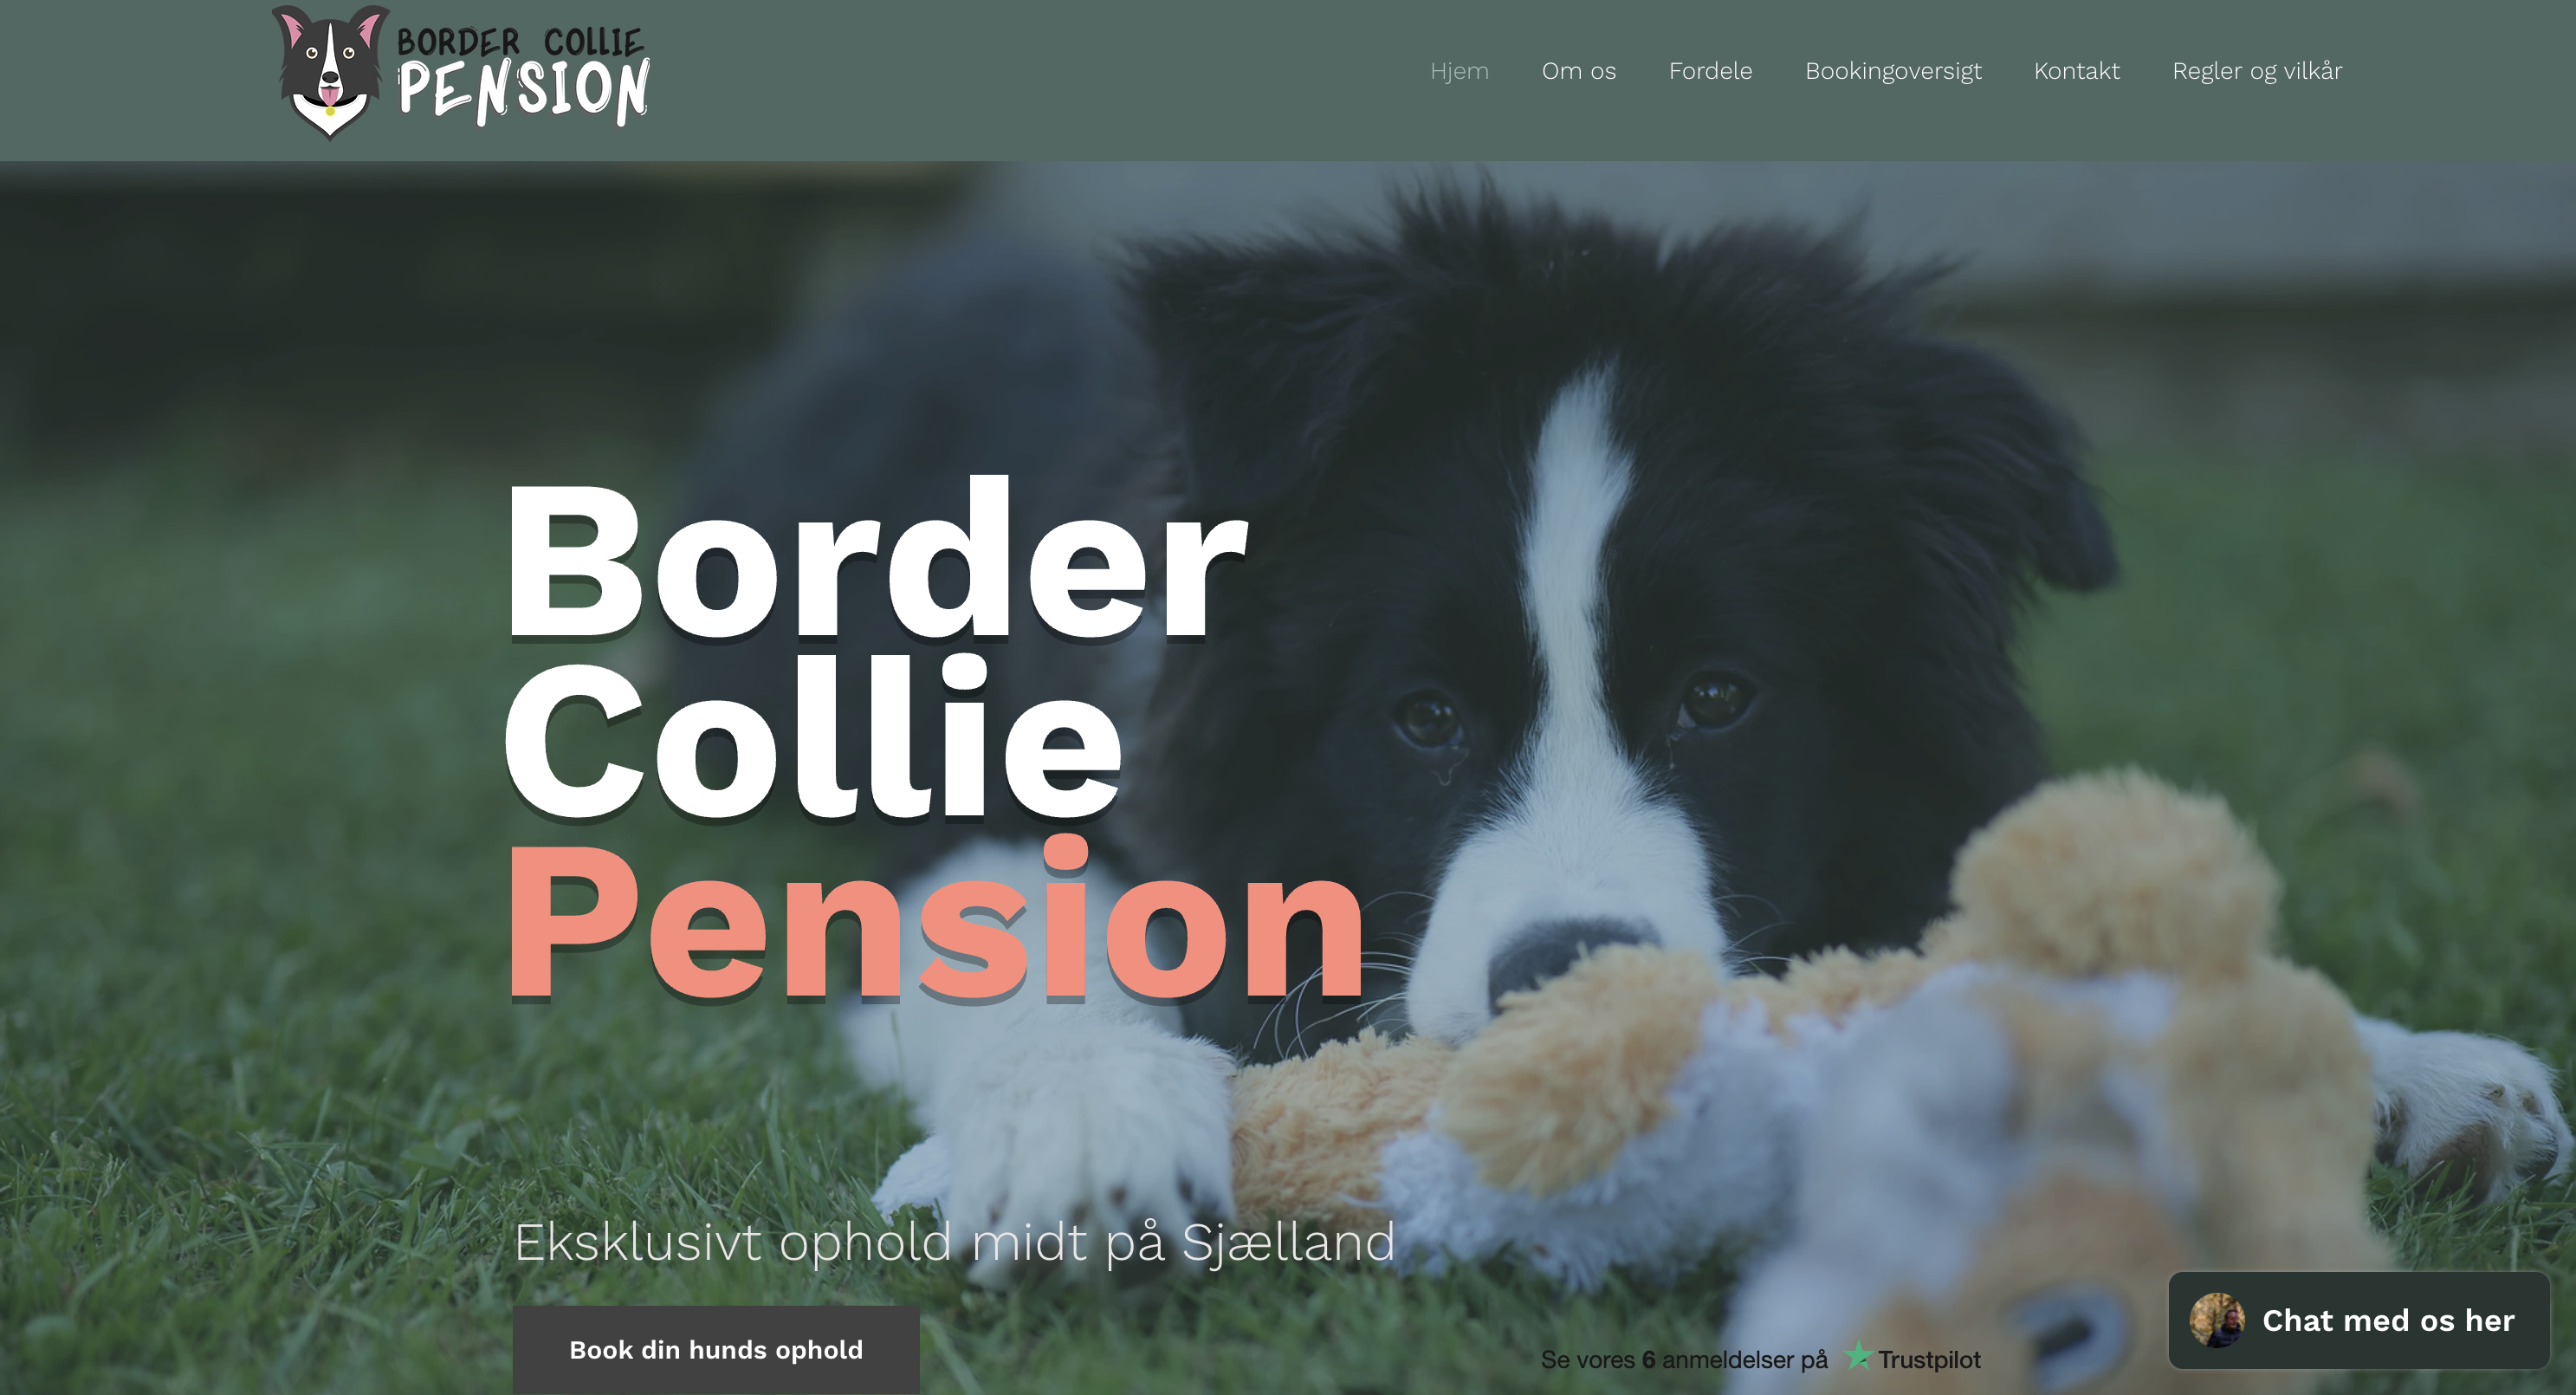 BORDER COLLIE
PENSION
Hjem Om os Fordele Bookingoversigt Kontakt Regler og vilkår
Border
Collie
Pension
Eksklusivt ophold midt på Sjælland
Book din hunds ophold
Se vores 6 anmeldelser på Trustpilot
Chat med os her